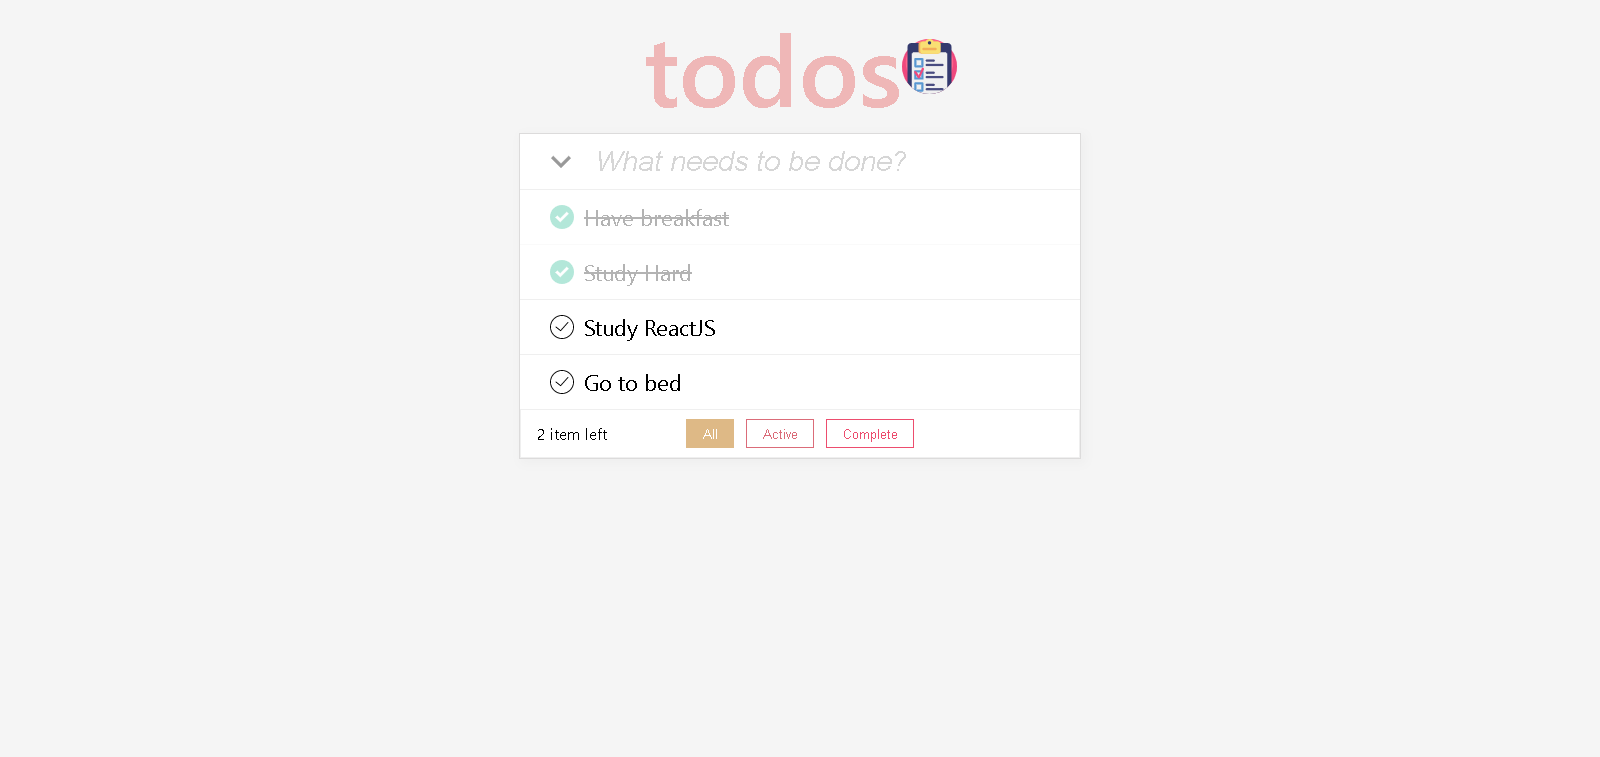 todos
What needs to be done?
Have breakfast
Study Hard
Study ReactJS
Go to bed
2 item left All Active Complete